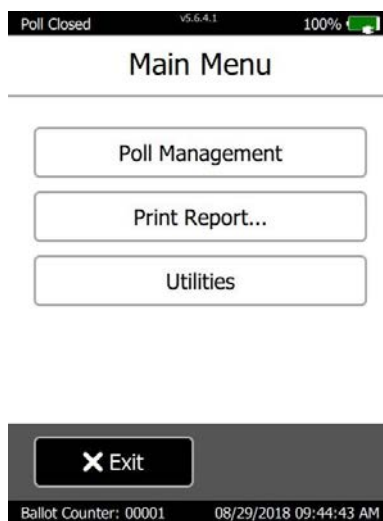 Poll Closed v5.6.4.1 100%
Main Menu
Poll Management
Print Report...
Utilities
Exit
Ballot Counter: 00001 08/29/2018 09:44:43 AM